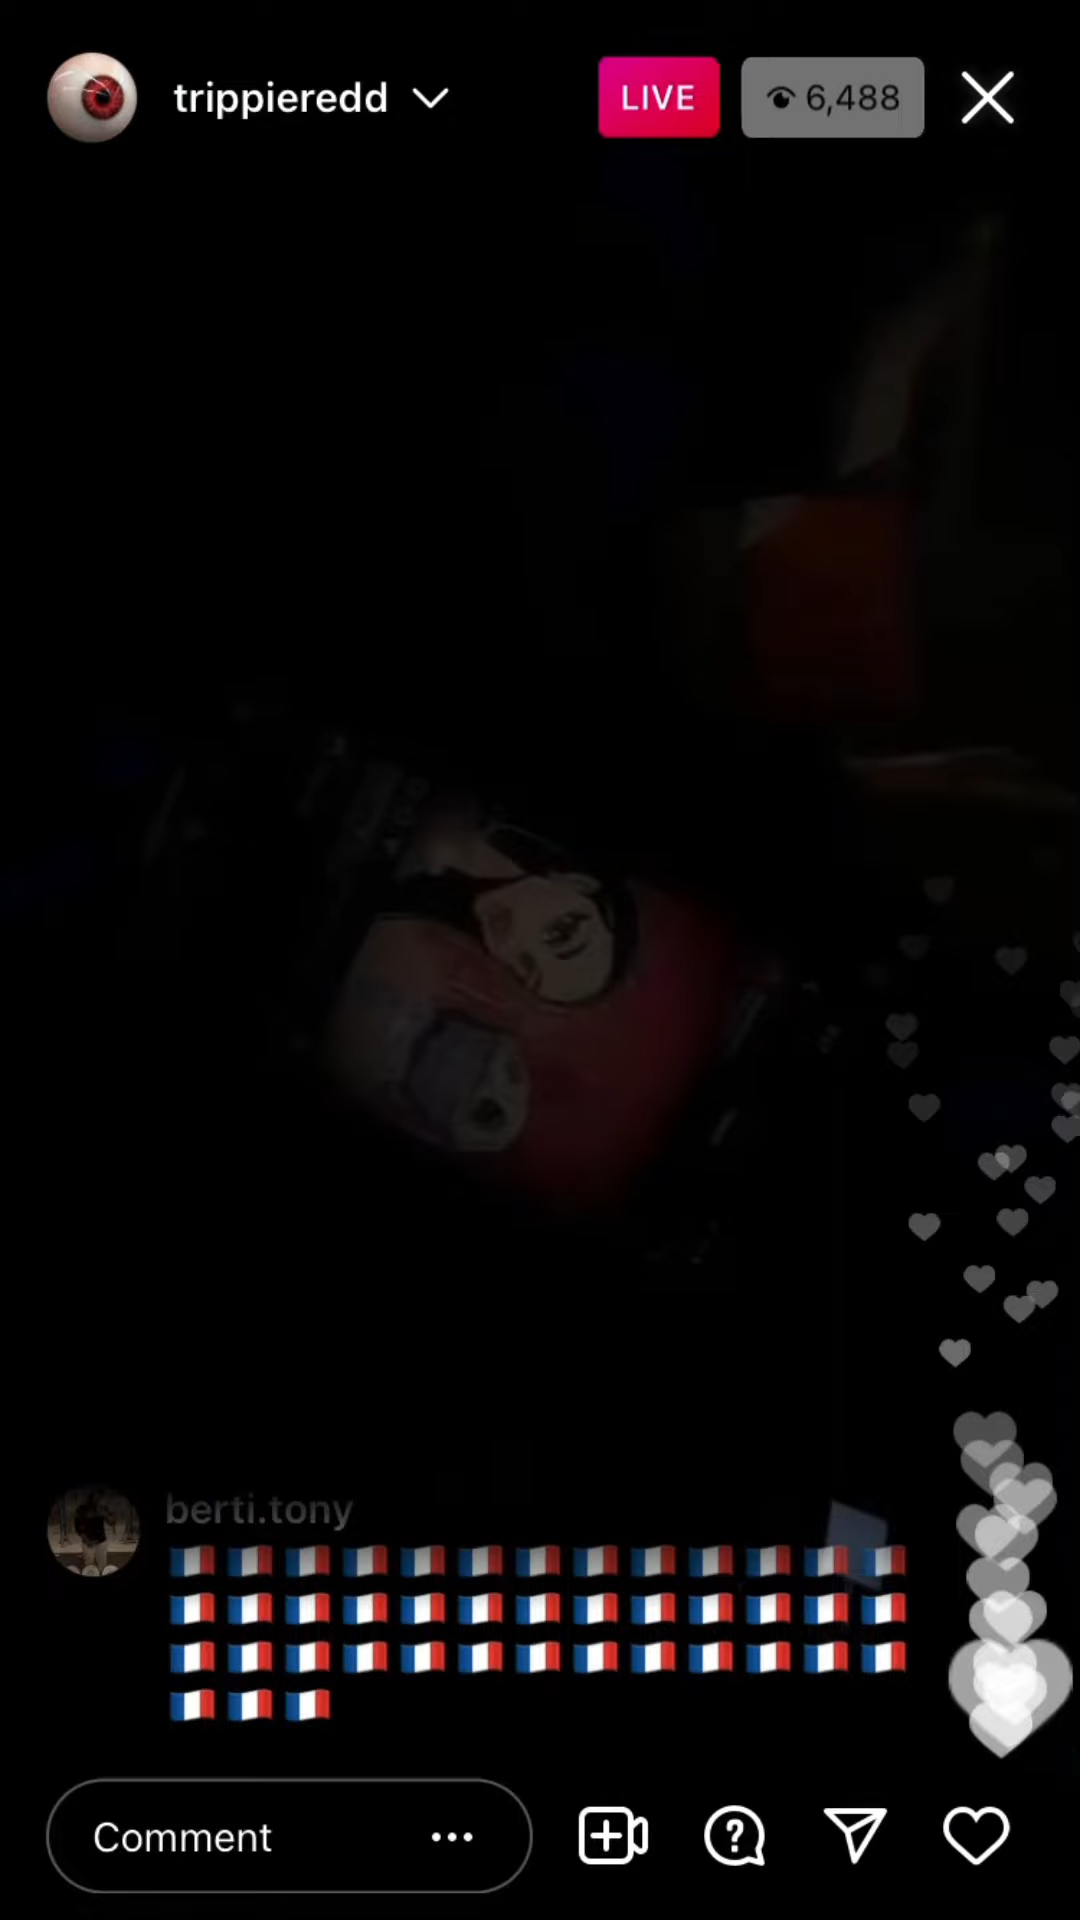 trippieredd
LIVE
6,488
berti.tony
🇫🇷🇫🇷🇫🇷🇫🇷🇫🇷🇫🇷🇫🇷🇫🇷🇫🇷🇫🇷🇫🇷🇫🇷🇫🇷
🇫🇷🇫🇷🇫🇷🇫🇷🇫🇷🇫🇷🇫🇷🇫🇷🇫🇷🇫🇷🇫🇷🇫🇷🇫🇷
🇫🇷🇫🇷🇫🇷🇫🇷🇫🇷🇫🇷🇫🇷🇫🇷🇫🇷🇫🇷🇫🇷🇫🇷🇫🇷
🇫🇷🇫🇷🇫🇷
Comment